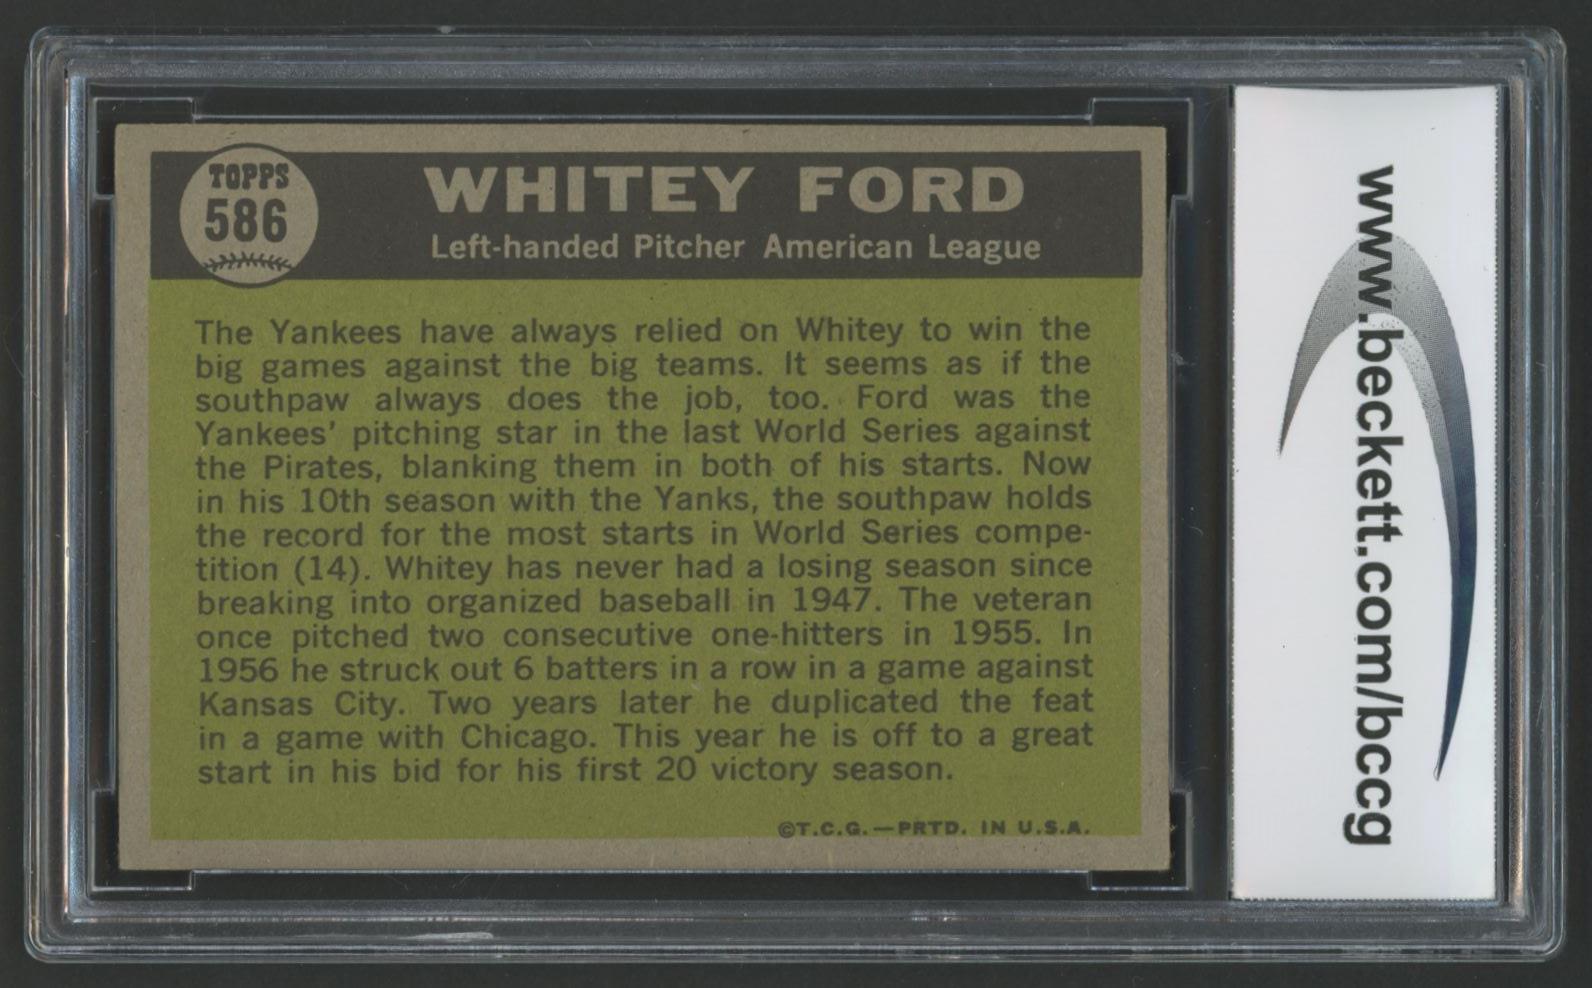 TOPPS
586
WHITEY FORD
Left-handed Pitcher American League
The Yankees have always relied on Whitey to win the
big games against the big teams. It seems as if the
southpaw always does the job, too. Ford was the
Yankees' pitching star in the last World Series against
the Pirates, blanking them in both of his starts. Now
in his 10th season with the Yanks, the southpaw holds
the record for the most starts in World Series compe-
tition (14). Whitey has never had a losing season since
breaking into organized baseball in 1947. The veteran
once pitched two consecutive one-hitters in 1955. In
1956 he struck out 6 batters in a row in a game against
Kansas City. Two years later he duplicated the feat
in a game with Chicago. This year he is off to a great
start in his bid for his first 20 victory season.
©T.C.G.—PRTD. IN U.S.A.
www.beckett.com/bccg